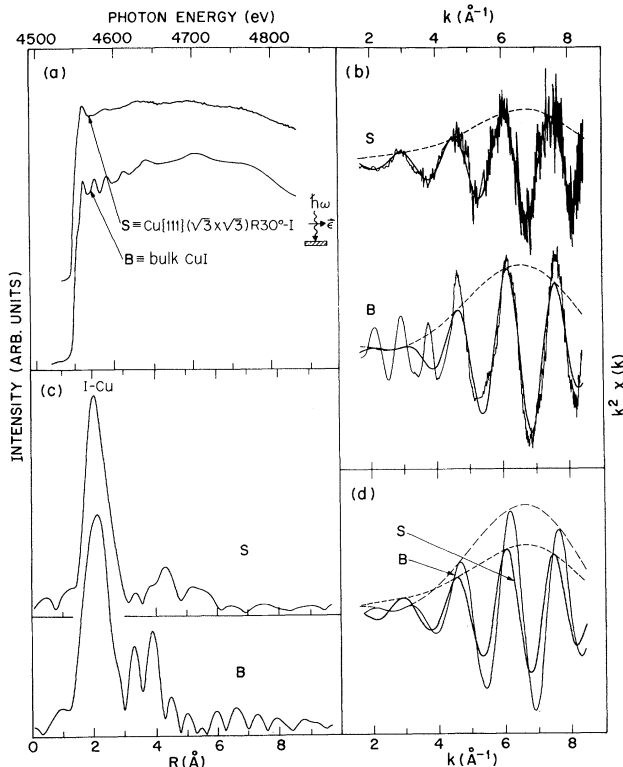 PHOTON ENERGY (eV)
4500 4600 4700 4800
k (Å⁻¹)
2 4 6 8
(a)
S ≡ Cu{111}(√3 x √3) R30°-I
B ≡ bulk CuI
ħω
ε⃗
(b)
S
B
INTENSITY (ARB. UNITS)
k² χ (k)
(c)
I-Cu
S
B
0 2 4 6 8
R(Å)
(d)
S
B
2 4 6 8
k (Å⁻¹)